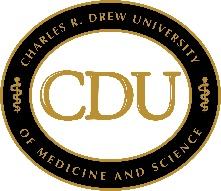 CHARLES R. DREW UNIVERSITY
CDU
OF MEDICINE AND SCIENCE